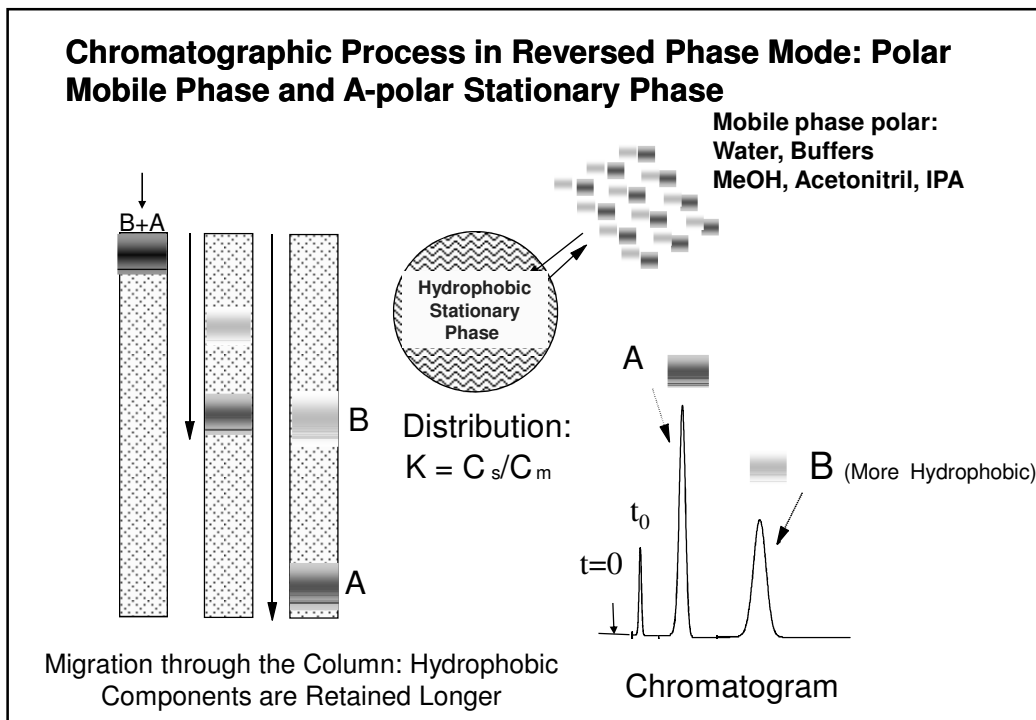 Chromatographic Process in Reversed Phase Mode: Polar
Mobile Phase and A-polar Stationary Phase
Mobile phase polar:
Water, Buffers
MeOH, Acetonitril, IPA
B+A
Hydrophobic
Stationary
Phase
A
B
Distribution:
K = C s/C m
B (More Hydrophobic)
t0
t=0
A
Migration through the Column: Hydrophobic
Components are Retained Longer
Chromatogram